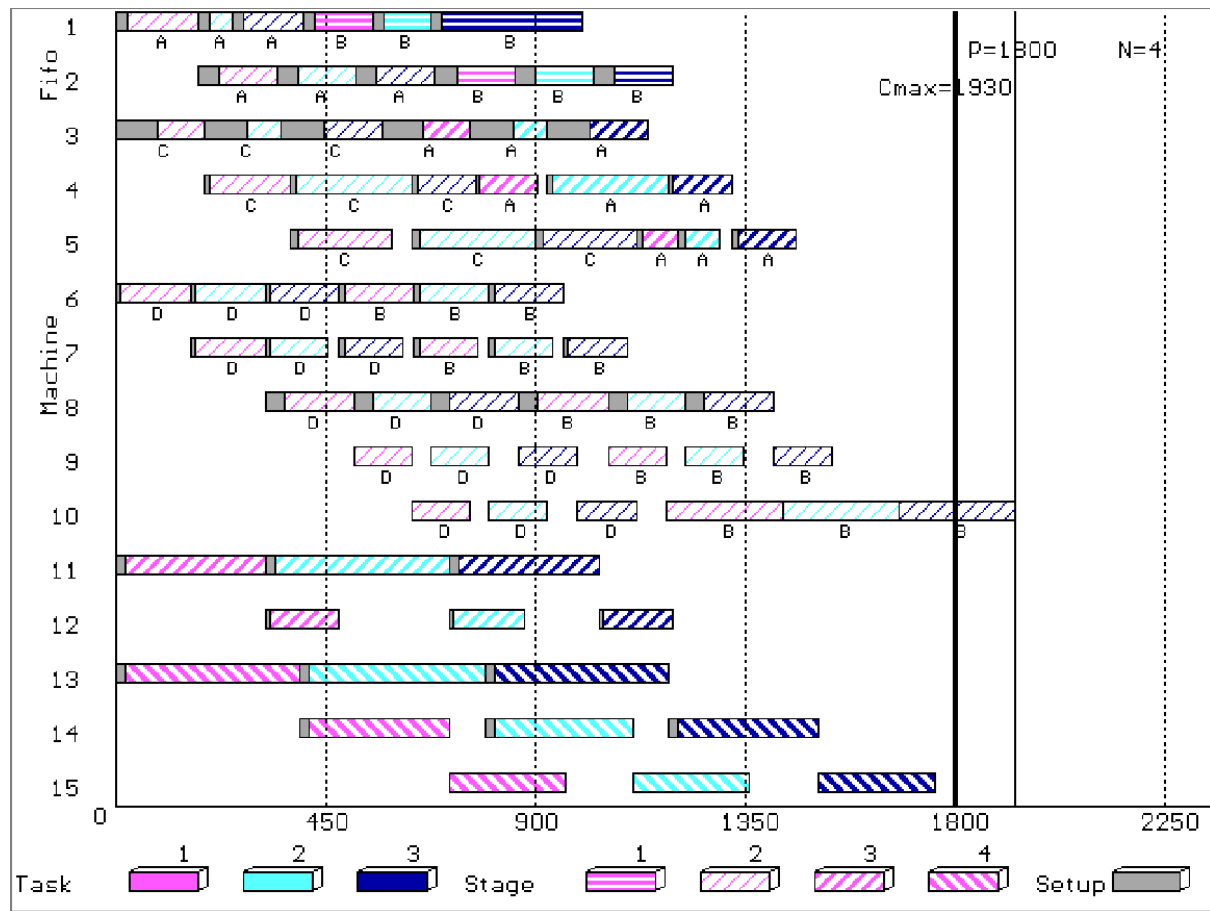 1
A A A B B B
P=1800 N=4
Fifo
2
A A A B B B
Cmax=1930
3
C C C A A A
4
C C C A A A
5
C C C A A A
6
D D D B B B
Machine
7
D D D B B B
8
D D D B B B
9
D D D B B B
10
D D D B B B
11
12
13
14
15
0 450 900 1350 1800 2250
1 2 3 1 2 3 4
Task Stage Setup